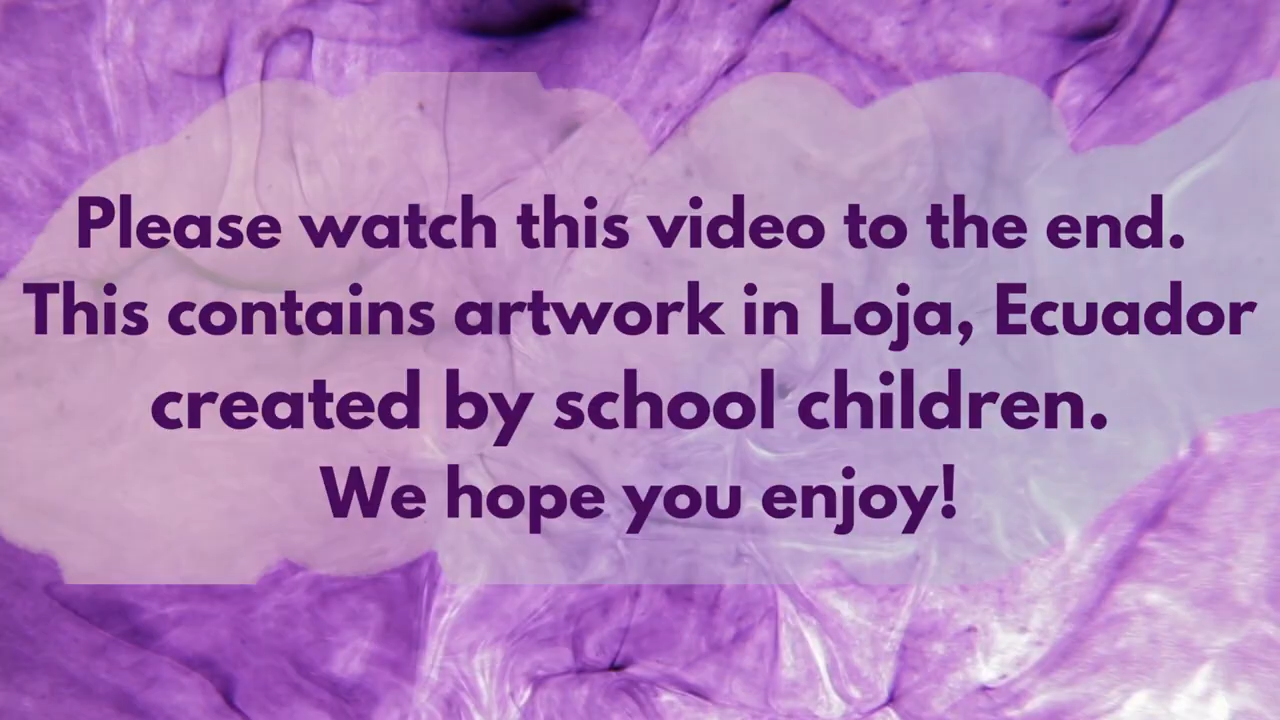 Please watch this video to the end.
This contains artwork in Loja, Ecuador
created by school children.
We hope you enjoy!